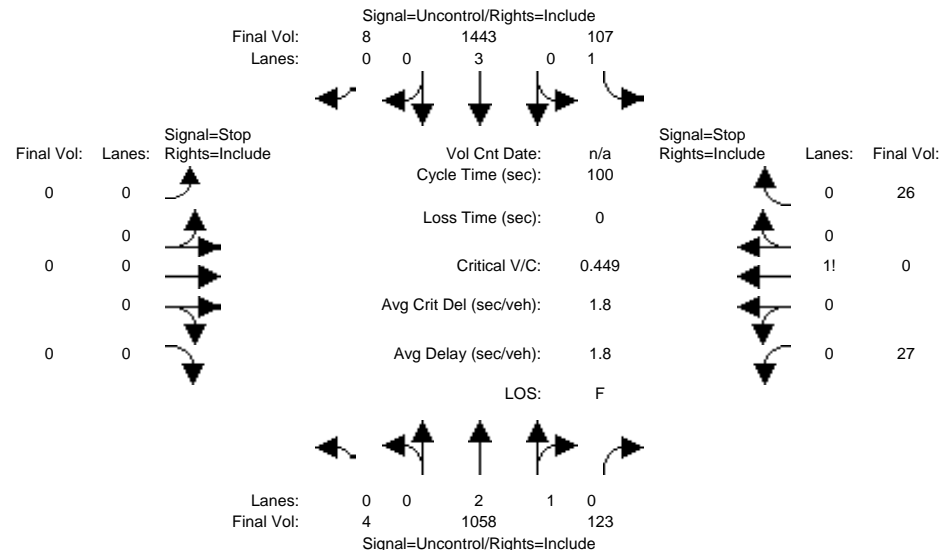 Signal=Uncontrol/Rights=Include
Final Vol: 8 1443 107
Lanes: 0 0 3 0 1
Signal=Stop Signal=Stop
Final Vol: Lanes: Rights=Include Vol Cnt Date: n/a Rights=Include Lanes: Final Vol:
Cycle Time (sec): 100
0 0 0 26
Loss Time (sec): 0
0 0
0 0 Critical V/C: 0.449 1! 0
0 Avg Crit Del (sec/veh): 1.8 0
0 0 Avg Delay (sec/veh): 1.8 0 27
LOS: F
Lanes: 0 0 2 1 0
Final Vol: 4 1058 123
Signal=Uncontrol/Rights=Include